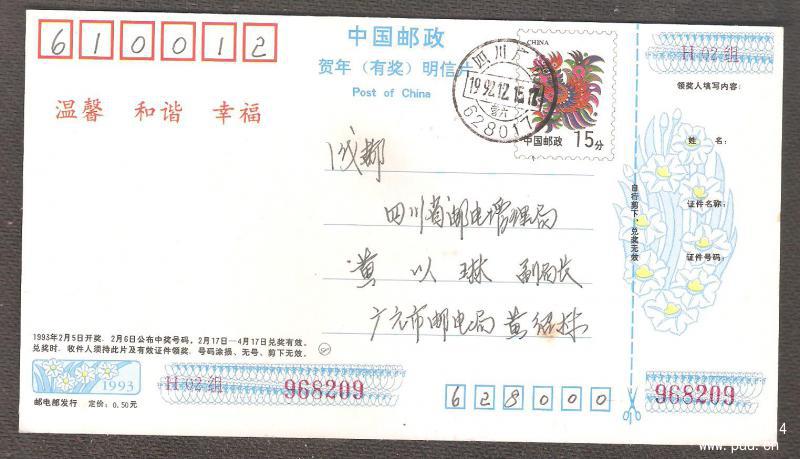 610012
中国邮政
贺年（有奖）明信片
Post of China
温馨 和谐 幸福
CHINA
四川广
1992.12.15.17
628017
中国邮政 15分
成都
四川省邮电管理局
黄以琳 副局长
广元市邮电局 黄绍林
1993年2月5日开奖，2月6日公布中奖号码，2月17日—4月17日兑奖有效。
兑奖时，收件人须持此片及有效证件领奖，号码涂损、无号、剪下无效。
1993
H 02 组
968209
邮电部发行 定价：0.50元
628000
自行剪下，兑奖无效
H 02 组
领奖人填写内容：
姓名：
证件名称：
证件号码：
968209
4
www.puu.cn